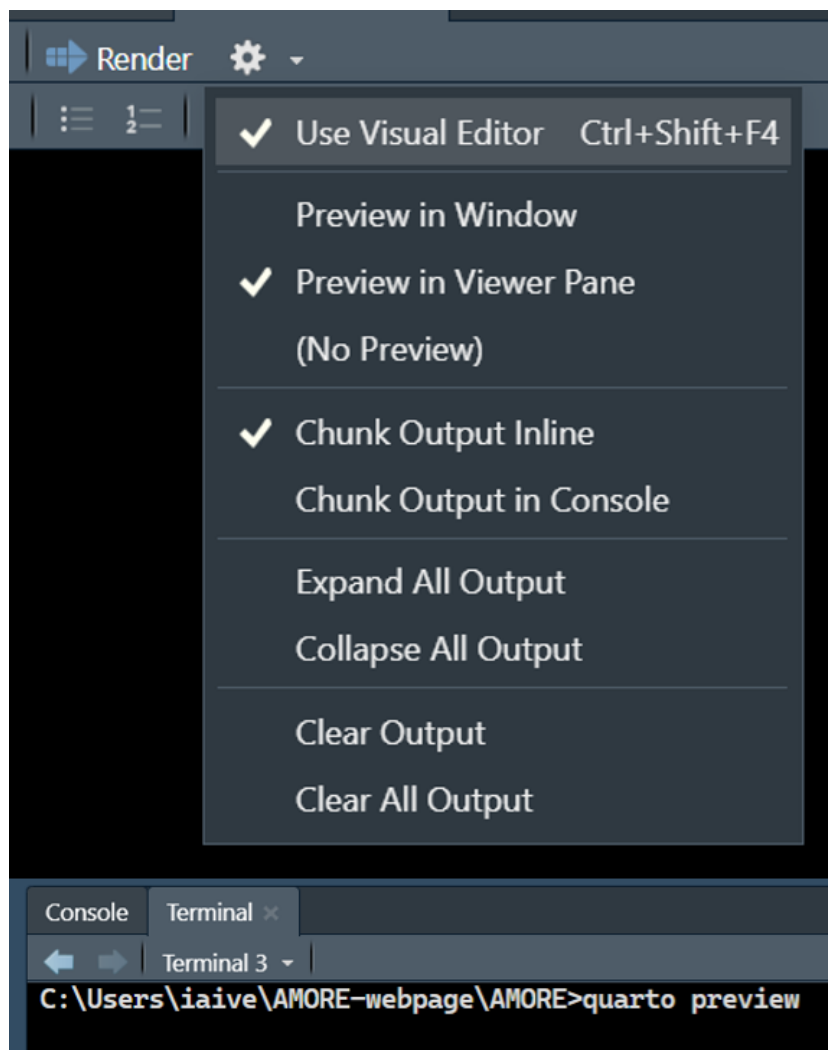 Render
1
2
Use Visual Editor Ctrl+Shift+F4
Preview in Window
Preview in Viewer Pane
(No Preview)
Chunk Output Inline
Chunk Output in Console
Expand All Output
Collapse All Output
Clear Output
Clear All Output
Console Terminal
Terminal 3
C:\Users\iaive\AMORE-webpage\AMORE>quarto preview